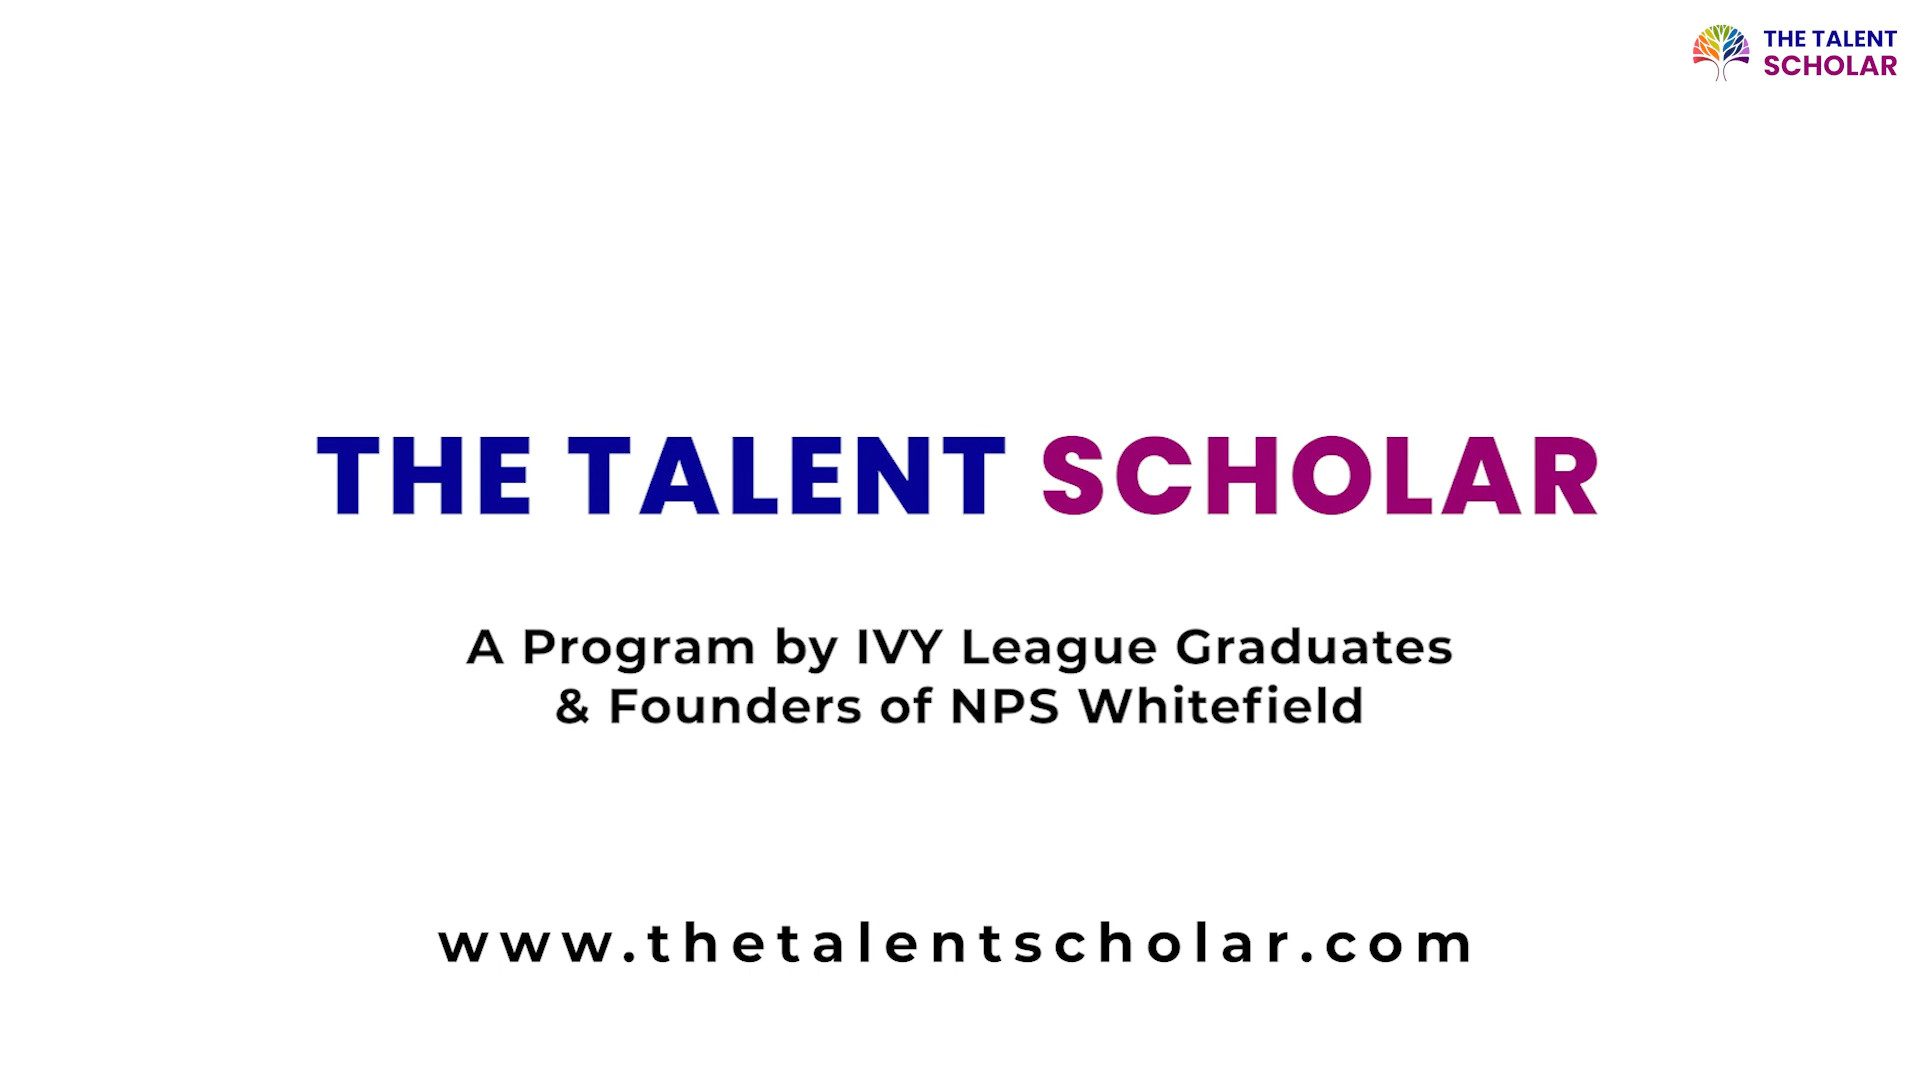 THE TALENT
SCHOLAR
THE TALENT SCHOLAR
A Program by IVY League Graduates
& Founders of NPS Whitefield
www.thetalentscholar.com